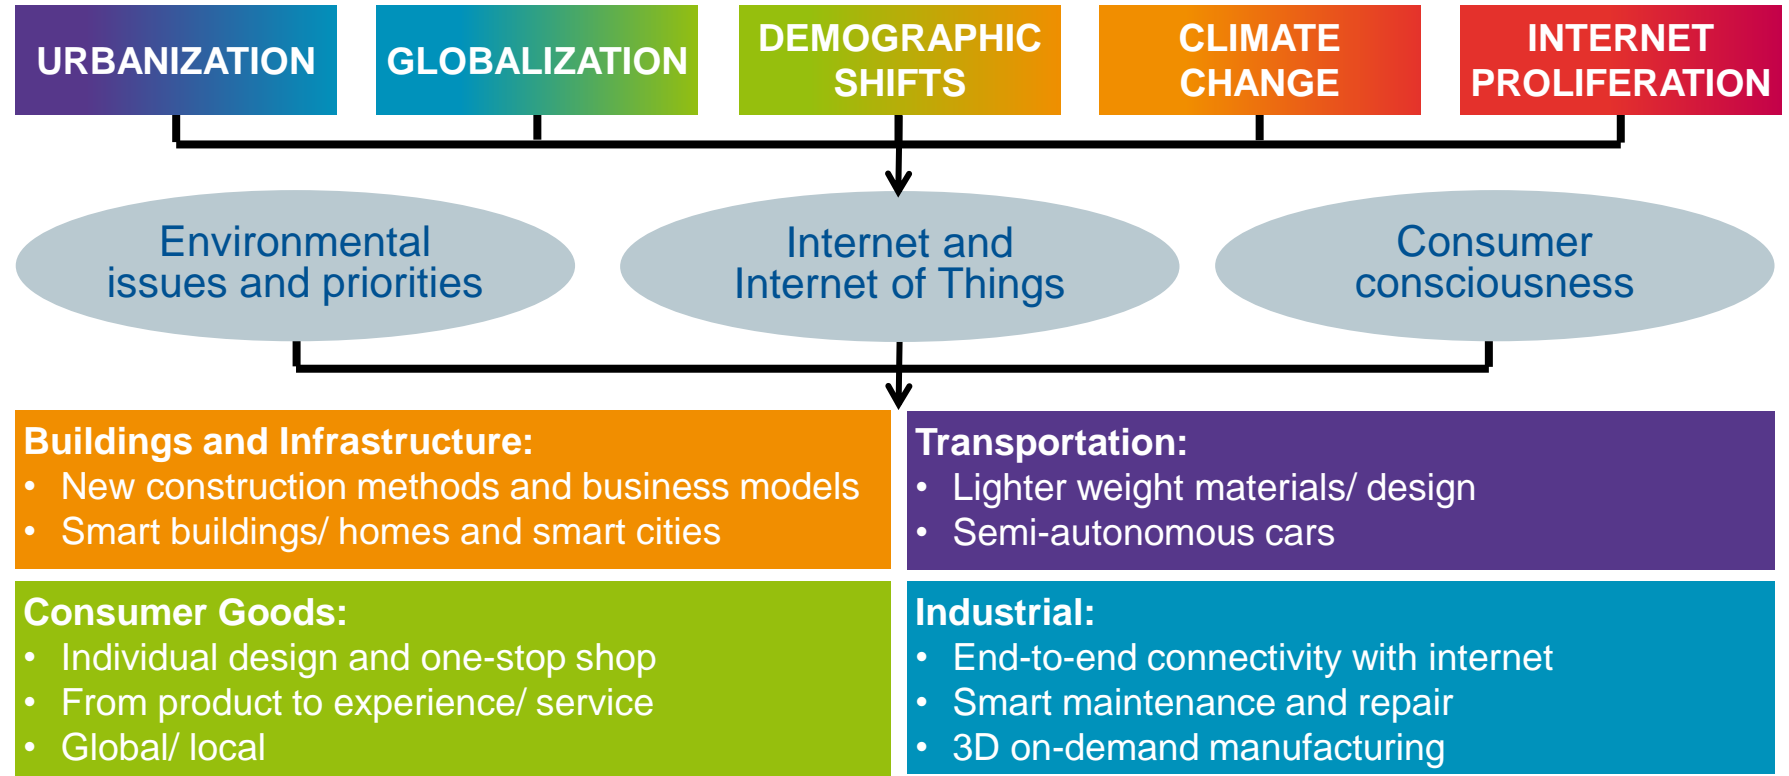 URBANIZATION
GLOBALIZATION
DEMOGRAPHIC
SHIFTS
CLIMATE
CHANGE
INTERNET
PROLIFERATION
Environmental
issues and priorities
Internet and
Internet of Things
Consumer
consciousness
Buildings and Infrastructure:
• New construction methods and business models
• Smart buildings/ homes and smart cities
Transportation:
• Lighter weight materials/ design
• Semi-autonomous cars
Consumer Goods:
• Individual design and one-stop shop
• From product to experience/ service
• Global/ local
Industrial:
• End-to-end connectivity with internet
• Smart maintenance and repair
• 3D on-demand manufacturing